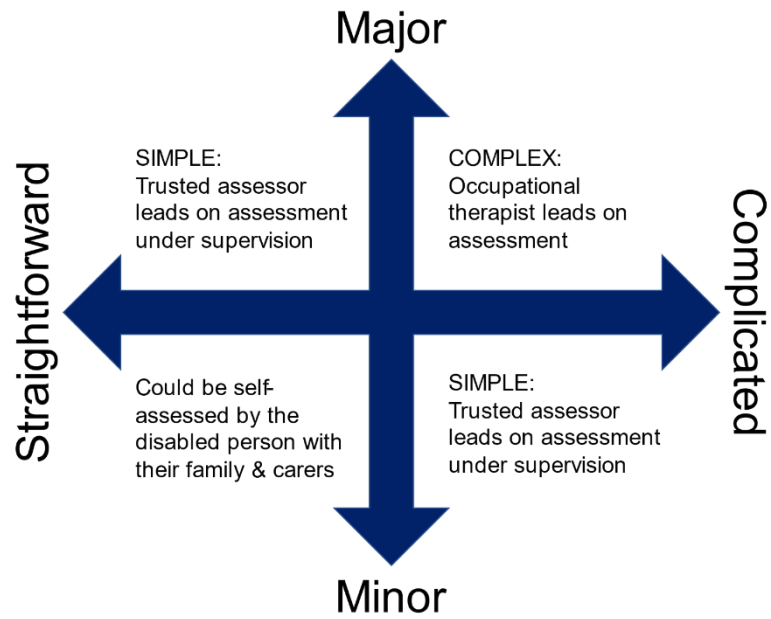 Major
SIMPLE:
Trusted assessor
leads on assessment
under supervision
COMPLEX:
Occupational
therapist leads on
assessment
Straightforward
Complicated
Could be self-
assessed by the
disabled person with
their family & carers
SIMPLE:
Trusted assessor
leads on assessment
under supervision
Minor